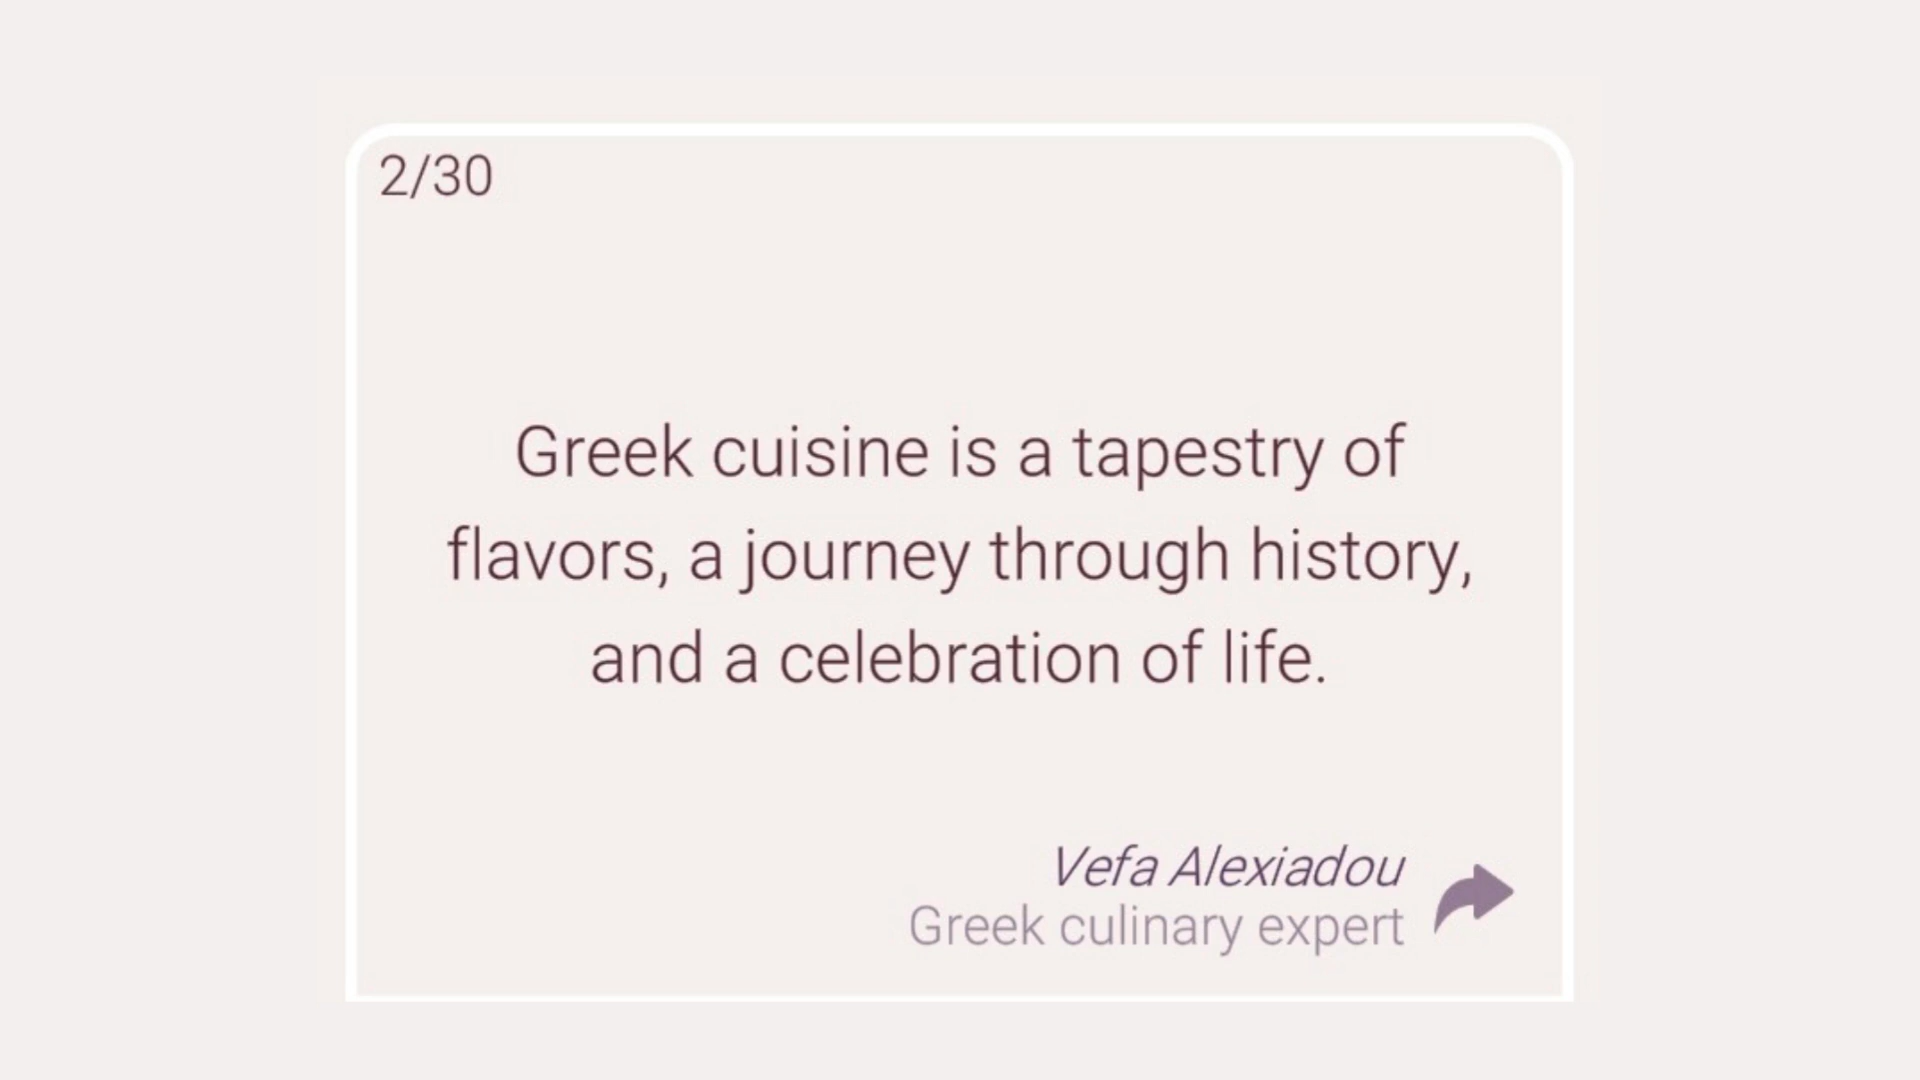 2/30
Greek cuisine is a tapestry of
flavors, a journey through history,
and a celebration of life.
Vefa Alexiadou
Greek culinary expert